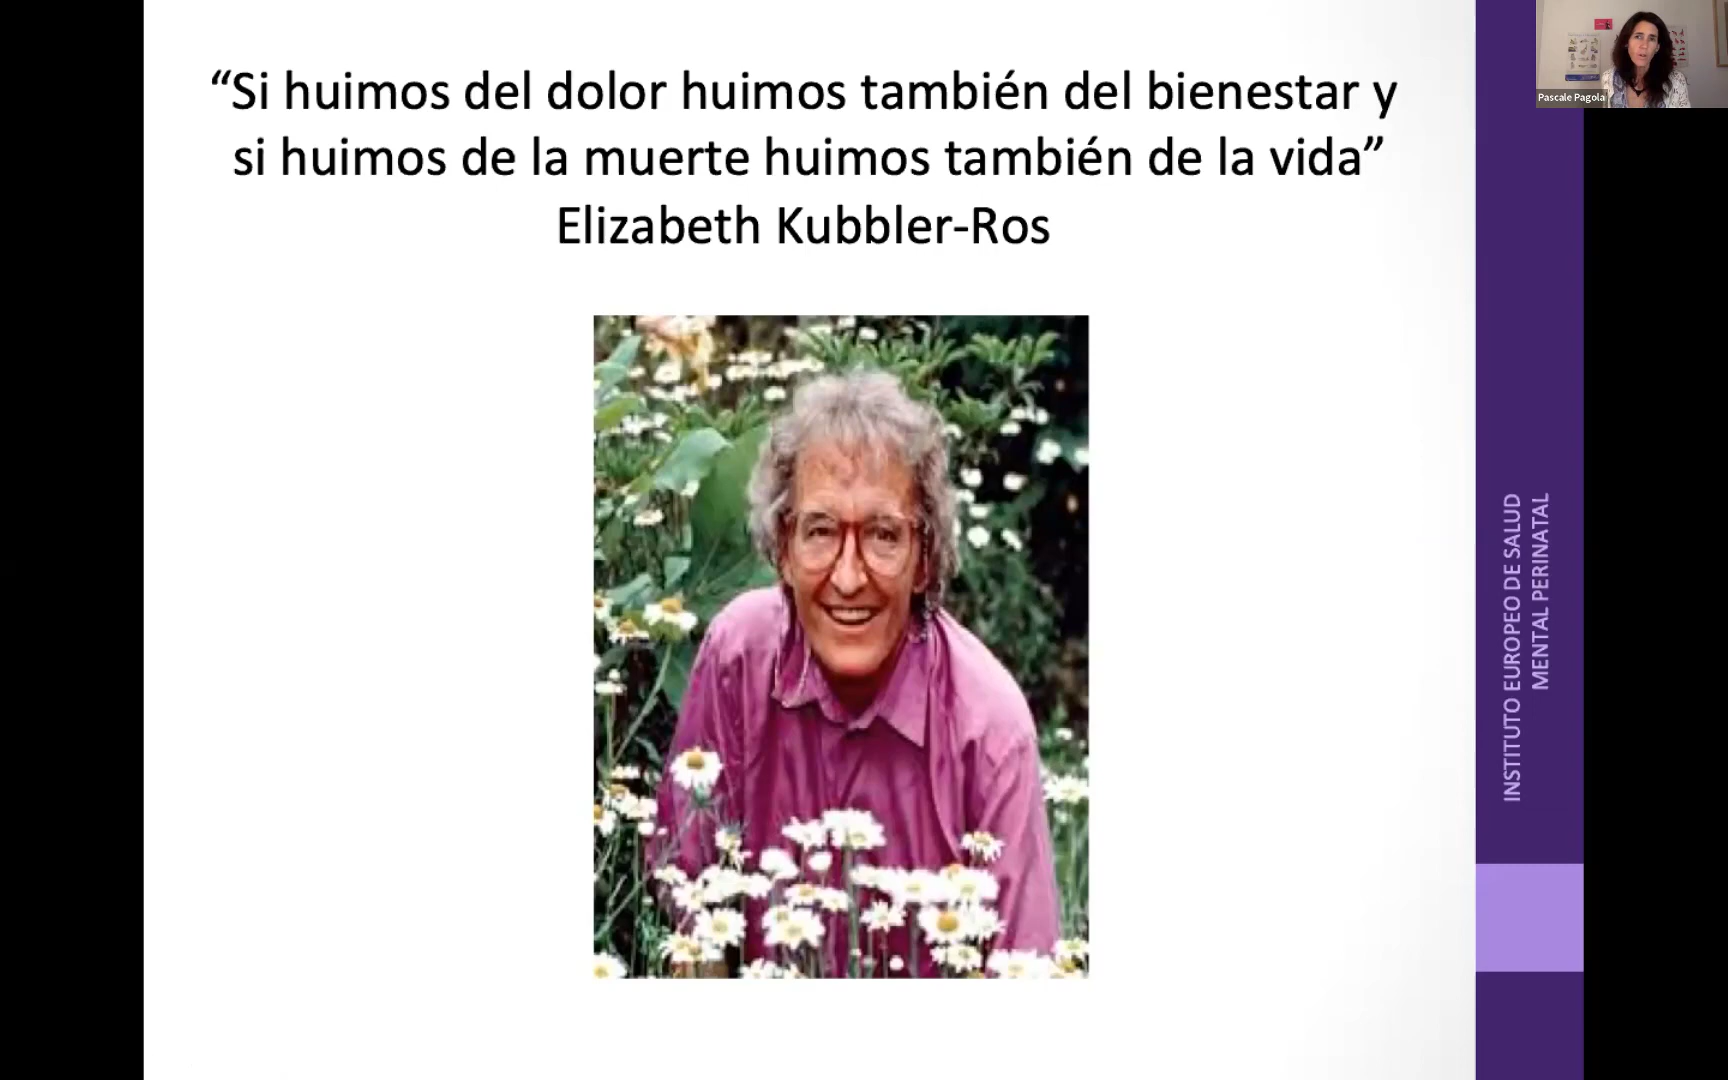 “Si huimos del dolor huimos también del bienestar y
si huimos de la muerte huimos también de la vida”
Elizabeth Kubbler-Ros
Pascale Pagola
INSTITUTO EUROPEO DE SALUD
MENTAL PERINATAL